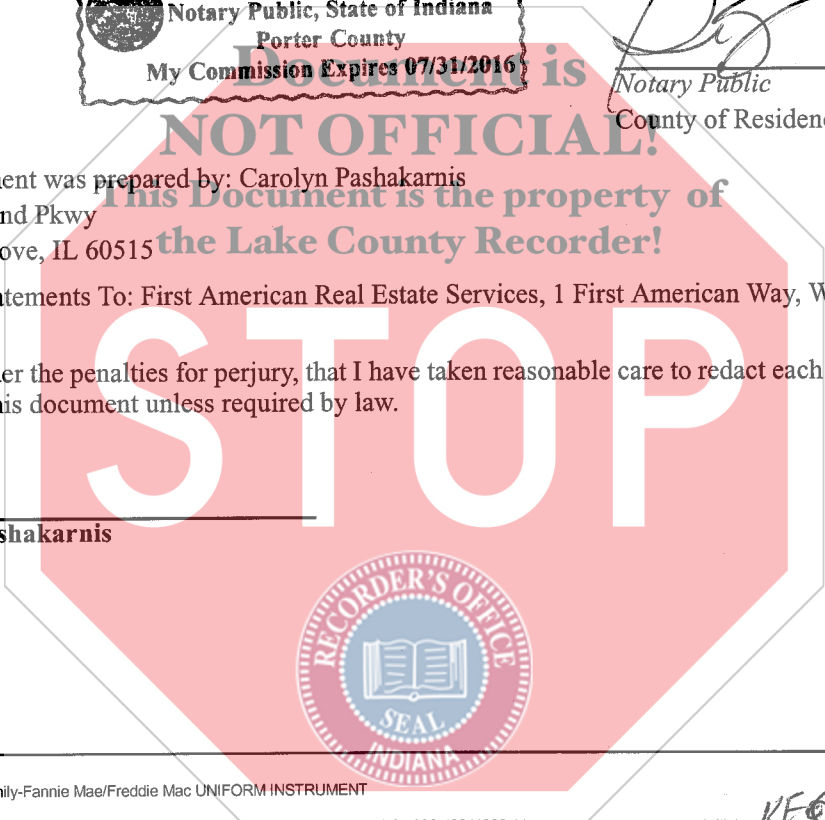 Notary Public, State of Indiana
Porter County
My Commission Expires 07/31/2016
Document is
NOT OFFICIAL!
This Document is the property of
the Lake County Recorder!
Notary Public
County of Residen
ent was prepared by: Carolyn Pashakarnis
nd Pkwy
ove, IL 60515
tements To: First American Real Estate Services, 1 First American Way, W
er the penalties for perjury, that I have taken reasonable care to redact each
is document unless required by law.
STOP
shakarnis
RECORDER'S OFFICE
SEAL
INDIANA
ily-Fannie Mae/Freddie Mac UNIFORM INSTRUMENT